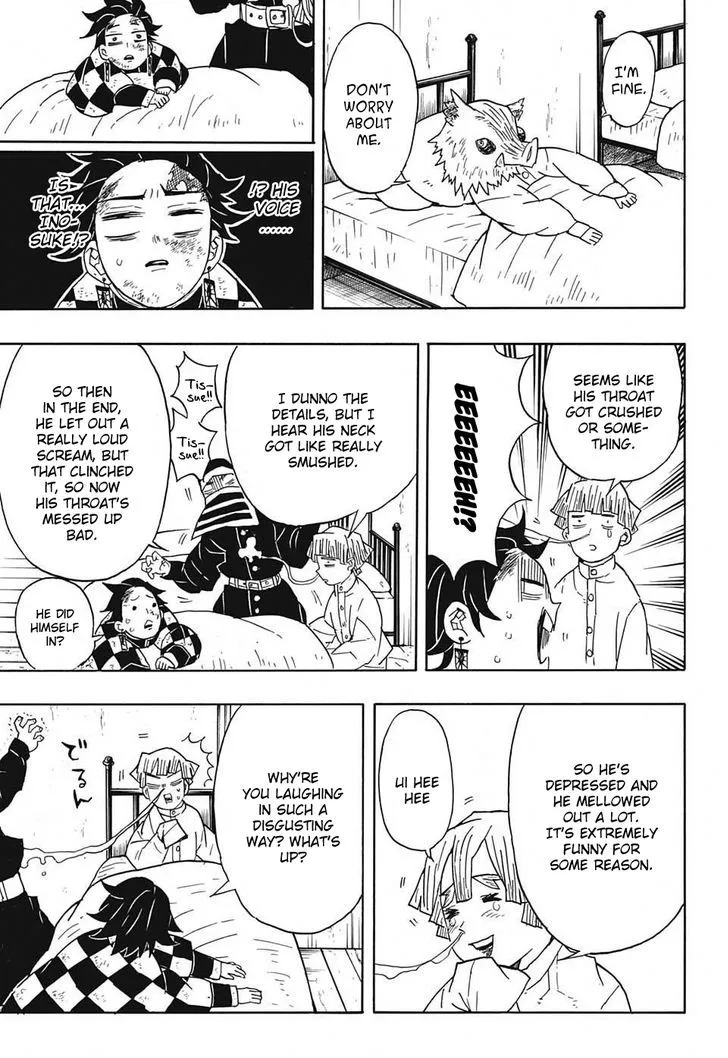 I'M
FINE.
DON'T
WORRY
ABOUT
ME.
!? HIS
VOICE
......
IS
THAT...
INO-
SUKE!?
SEEMS LIKE
HIS THROAT
GOT CRUSHED
OR SOME-
THING.
EEEEEEEH!?
I DUNNO THE
DETAILS, BUT I
HEAR HIS NECK
GOT LIKE REALLY
SMUSHED.
Tis-
sue!!
Tis-
sue!!
SO THEN
IN THE END,
HE LET OUT A
REALLY LOUD
SCREAM, BUT
THAT CLINCHED
IT, SO NOW
HIS THROAT'S
MESSED UP
BAD.
HE DID
HIMSELF
IN?
SO HE'S
DEPRESSED AND
HE MELLOWED
OUT A LOT.
IT'S EXTREMELY
FUNNY FOR
SOME REASON.
UI HEE
HEE
WHY'RE
YOU LAUGHING
IN SUCH A
DISGUSTING
WAY? WHAT'S
UP?
でるん